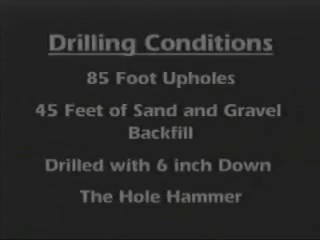 Drilling Conditions
85 Foot Upholes
45 Feet of Sand and Gravel
Backfill
Drilled with 6 inch Down
The Hole Hammer